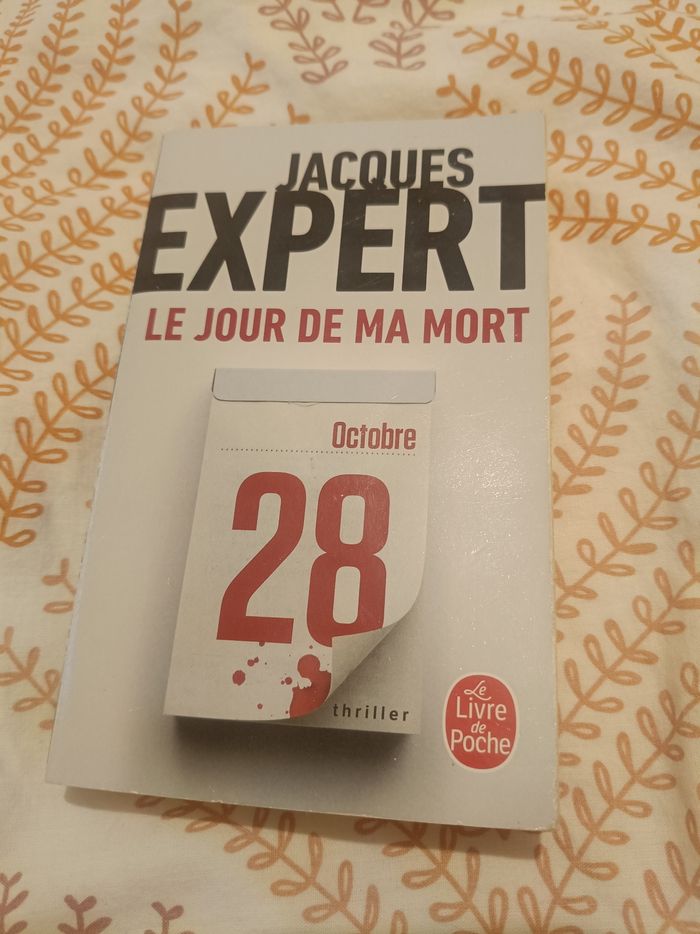 JACQUES
EXPERT
LE JOUR DE MA MORT
Octobre
28
thriller
Le
Livre
de
Poche